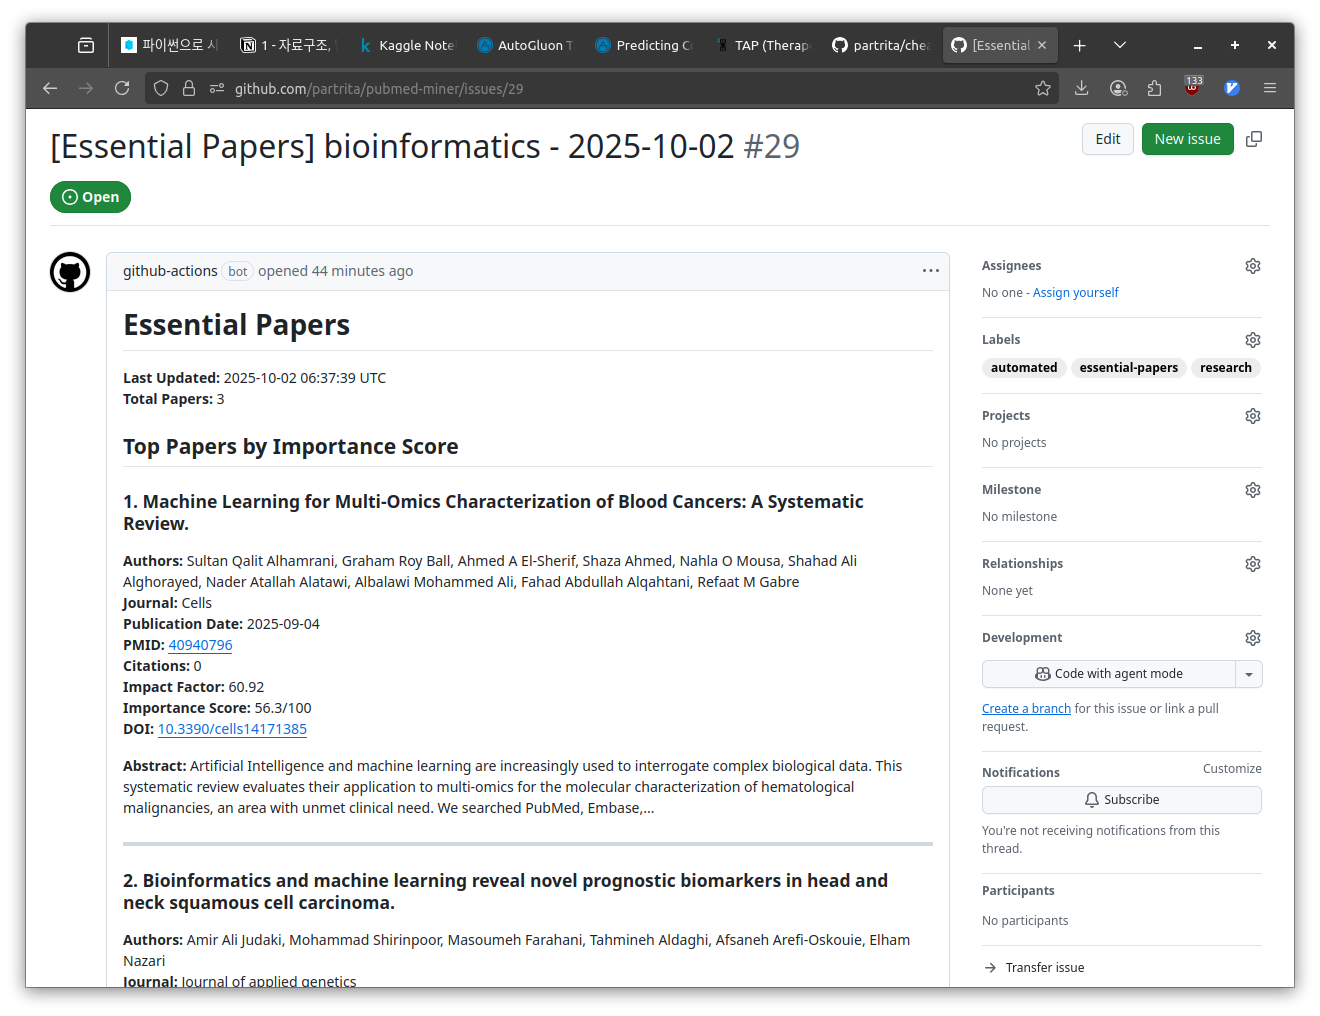 파이썬으로 시
1 - 자료구조,
Kaggle Note
AutoGluon T
Predicting C
TAP (Therap
partrita/chea
[Essential
github.com/partrita/pubmed-miner/issues/29
133
[Essential Papers] bioinformatics - 2025-10-02 #29
Edit
New issue
Open
github-actions bot opened 44 minutes ago
Essential Papers
Last Updated: 2025-10-02 06:37:39 UTC
Total Papers: 3
Top Papers by Importance Score
1. Machine Learning for Multi-Omics Characterization of Blood Cancers: A Systematic
Review.
Authors: Sultan Qalit Alhamrani, Graham Roy Ball, Ahmed A El-Sherif, Shaza Ahmed, Nahla O Mousa, Shahad Ali
Alghorayed, Nader Atallah Alatawi, Albalawi Mohammed Ali, Fahad Abdullah Alqahtani, Refaat M Gabre
Journal: Cells
Publication Date: 2025-09-04
PMID: 40940796
Citations: 0
Impact Factor: 60.92
Importance Score: 56.3/100
DOI: 10.3390/cells14171385
Abstract: Artificial Intelligence and machine learning are increasingly used to interrogate complex biological data. This
systematic review evaluates their application to multi-omics for the molecular characterization of hematological
malignancies, an area with unmet clinical need. We searched PubMed, Embase,...
2. Bioinformatics and machine learning reveal novel prognostic biomarkers in head and
neck squamous cell carcinoma.
Authors: Amir Ali Judaki, Mohammad Shirinpoor, Masoumeh Farahani, Tahmineh Aldaghi, Afsaneh Arefi-Oskouie, Elham
Nazari
Journal: Journal of applied genetics
Assignees
No one - Assign yourself
Labels
automated essential-papers research
Projects
No projects
Milestone
No milestone
Relationships
None yet
Development
Code with agent mode
Create a branch for this issue or link a pull
request.
Notifications
Customize
Subscribe
You're not receiving notifications from this
thread.
Participants
No participants
Transfer issue